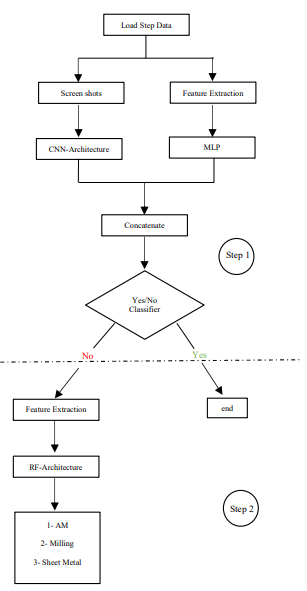 Load Step Data
Screen shots
Feature Extraction
CNN-Architecture
MLP
Concatenate
Step 1
Yes/No
Classifier
No
Yes
Feature Extraction
end
RF-Architecture
1- AM
2- Milling
3- Sheet Metal
Step 2